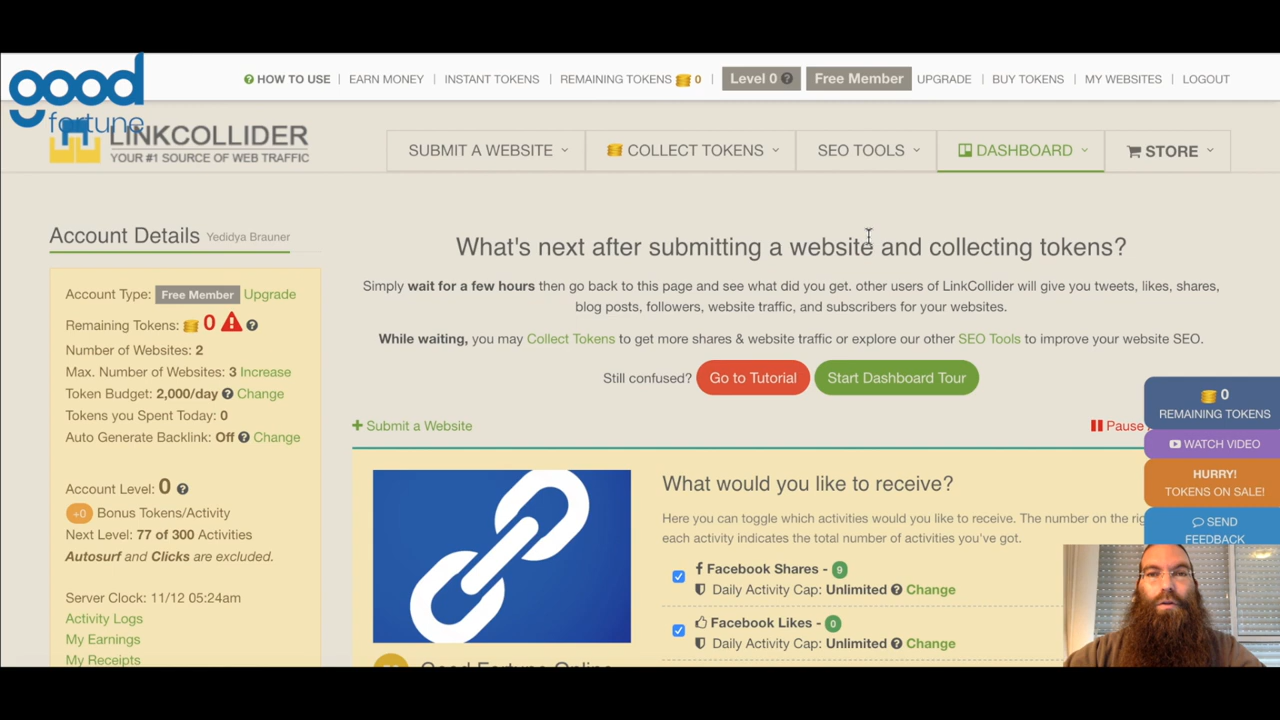 good
fortune
HOW TO USE | EARN MONEY | INSTANT TOKENS | REMAINING TOKENS 0 | Level 0 Free Member UPGRADE | BUY TOKENS | MY WEBSITES | LOGOUT
LINKCOLLIDER
YOUR #1 SOURCE OF WEB TRAFFIC
SUBMIT A WEBSITE
COLLECT TOKENS
SEO TOOLS
DASHBOARD
STORE
Account Details Yedidya Brauner
Account Type: Free Member Upgrade
Remaining Tokens: 0
Number of Websites: 2
Max. Number of Websites: 3 Increase
Token Budget: 2,000/day Change
Tokens you Spent Today: 0
Auto Generate Backlink: Off Change
Account Level: 0
+0 Bonus Tokens/Activity
Next Level: 77 of 300 Activities
Autosurf and Clicks are excluded.
Server Clock: 11/12 05:24am
Activity Logs
My Earnings
My Receipts
What's next after submitting a website and collecting tokens?
Simply wait for a few hours then go back to this page and see what did you get. other users of LinkCollider will give you tweets, likes, shares,
blog posts, followers, website traffic, and subscribers for your websites.
While waiting, you may Collect Tokens to get more shares & website traffic or explore our other SEO Tools to improve your website SEO.
Still confused? Go to Tutorial Start Dashboard Tour
+ Submit a Website
Pause
What would you like to receive?
Here you can toggle which activities would you like to receive. The number on the
each activity indicates the total number of activities you've got.
Facebook Shares - 9
Daily Activity Cap: Unlimited Change
Facebook Likes - 0
Daily Activity Cap: Unlimited Change
Good Fortune Online
0
REMAINING TOKENS
WATCH VIDEO
HURRY!
TOKENS ON SALE!
SEND
FEEDBACK